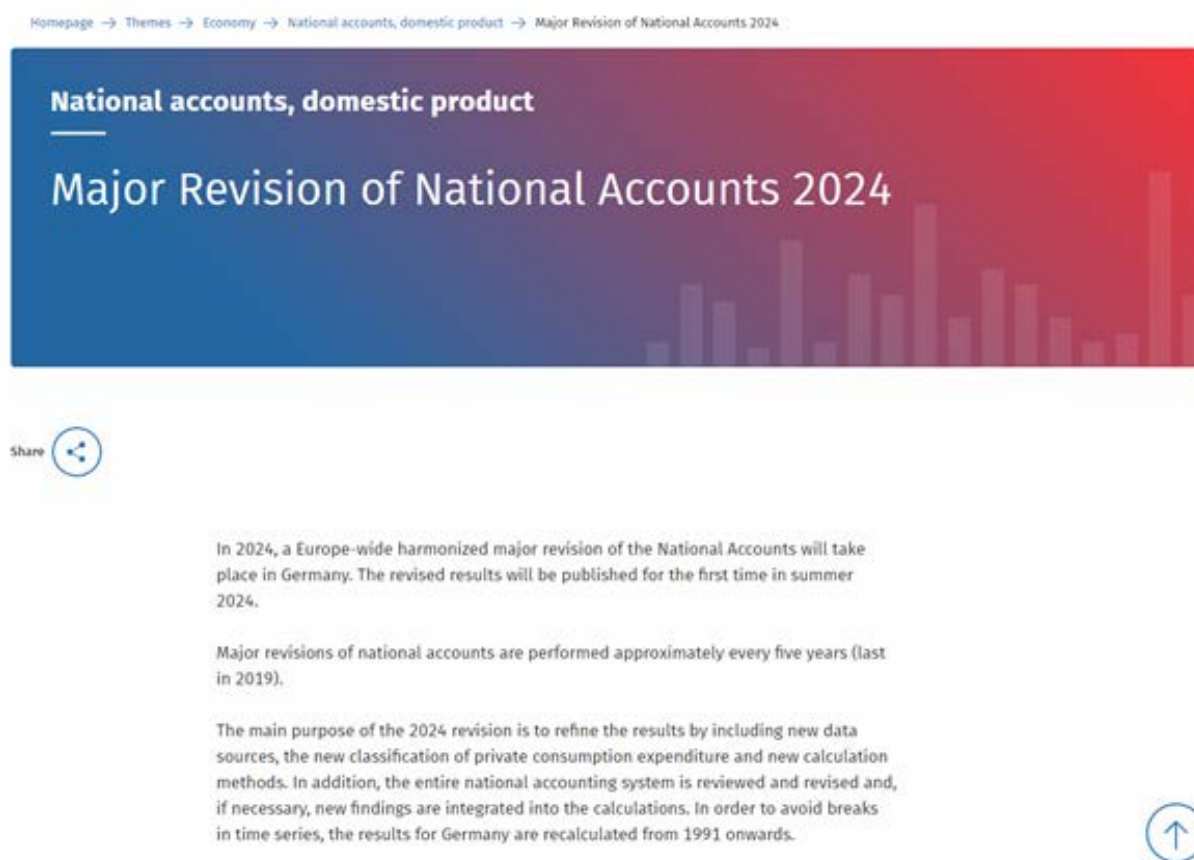 Homepage → Themes → Economy → National accounts, domestic product → Major Revision of National Accounts 2024
National accounts, domestic product
Major Revision of National Accounts 2024
Share
In 2024, a Europe-wide harmonized major revision of the National Accounts will take
place in Germany. The revised results will be published for the first time in summer
2024.
Major revisions of national accounts are performed approximately every five years (last
in 2019).
The main purpose of the 2024 revision is to refine the results by including new data
sources, the new classification of private consumption expenditure and new calculation
methods. In addition, the entire national accounting system is reviewed and revised and,
if necessary, new findings are integrated into the calculations. In order to avoid breaks
in time series, the results for Germany are recalculated from 1991 onwards.